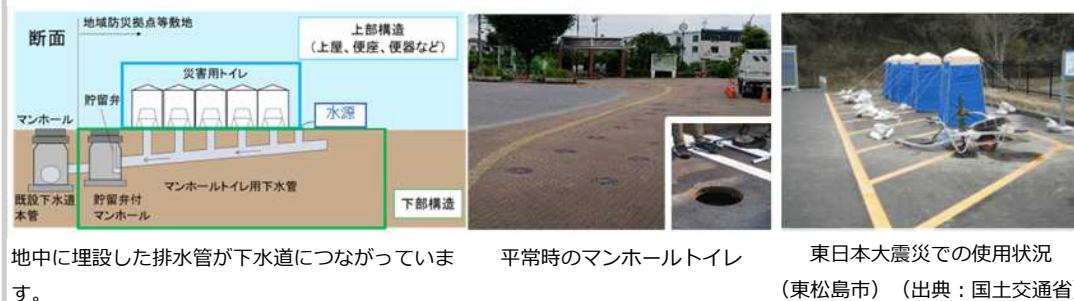 断面
地域防災拠点等敷地
上部構造
(上屋、便座、便器など)
災害用トイレ
貯留弁
マンホール
水源
マンホールトイレ用下水管
既設下水道
本管
貯留弁付
マンホール
下部構造
地中に埋設した排水管が下水道につながっていま
す。
平常時のマンホールトイレ
東日本大震災での使用状況
(東松島市)(出典:国土交通省